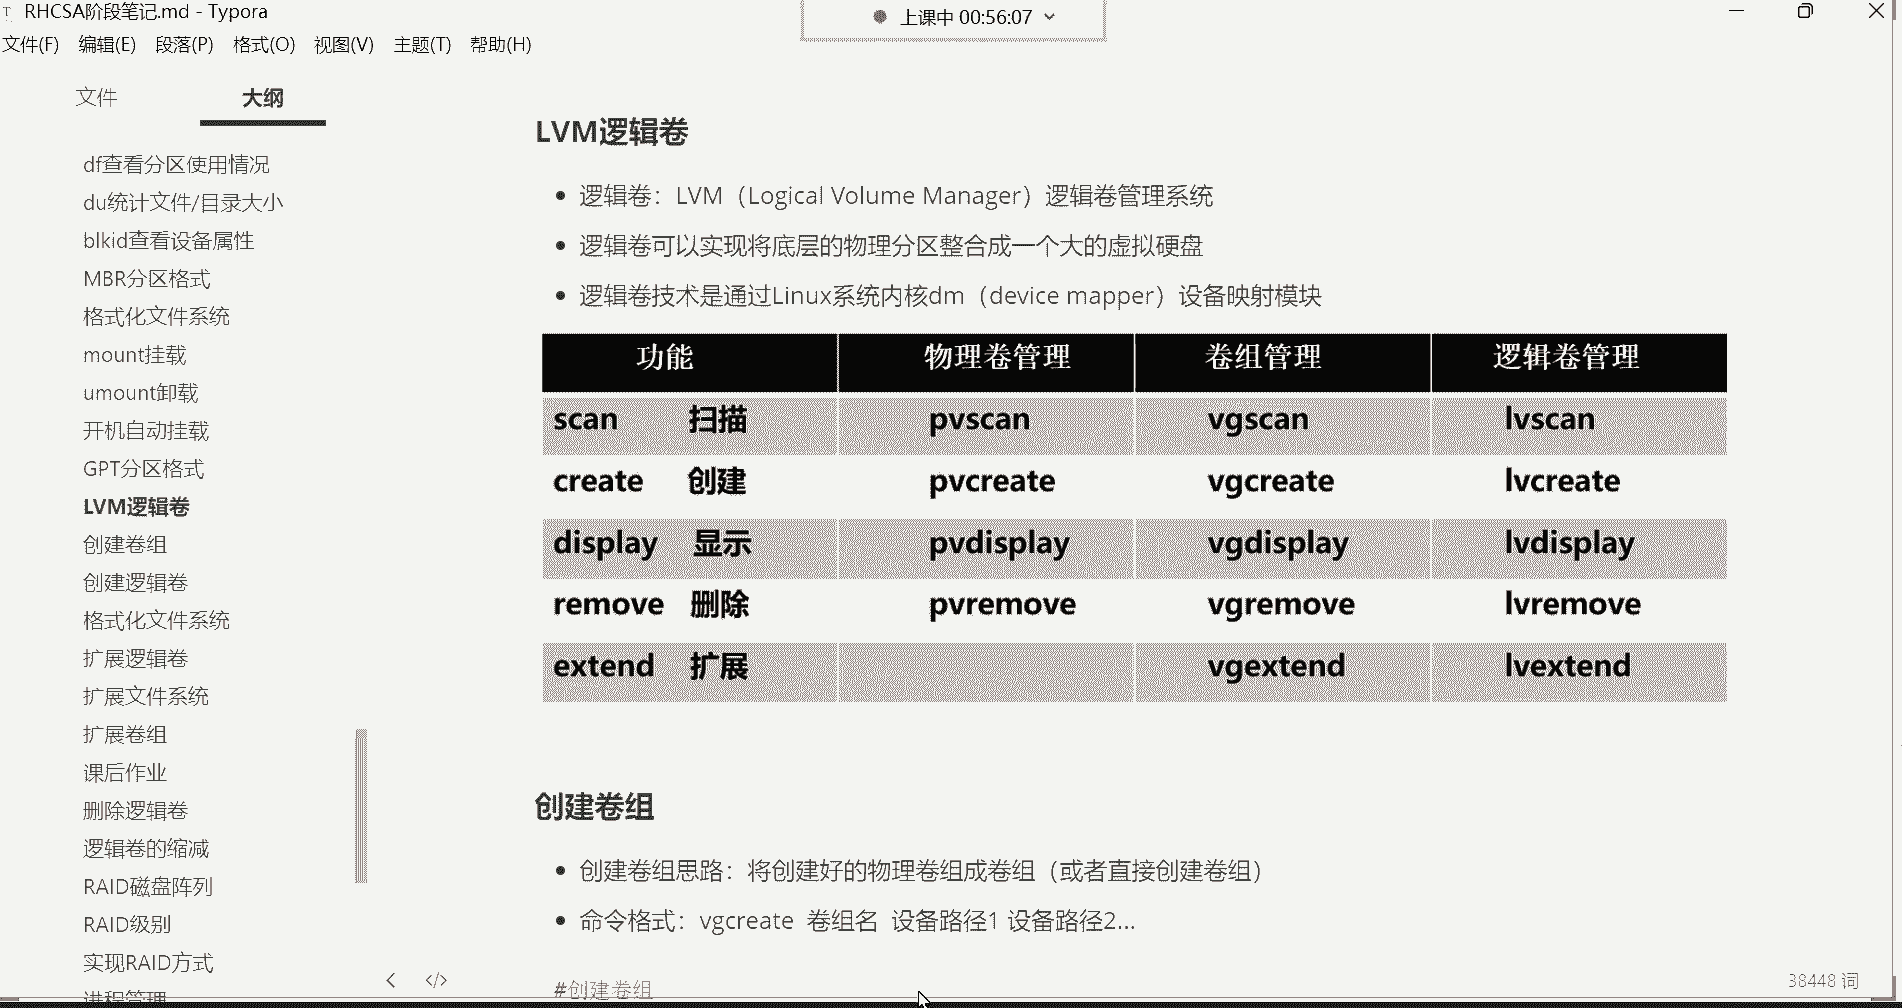 RHCSA阶段笔记.md - Typora
上课中 00:56:07
文件(F) 编辑(E) 段落(P) 格式(O) 视图(V) 主题(T) 帮助(H)
文件 大纲
df查看分区使用情况
du统计文件/目录大小
blkid查看设备属性
MBR分区格式
格式化文件系统
mount挂载
umount卸载
开机自动挂载
GPT分区格式
LVM逻辑卷
创建卷组
创建逻辑卷
格式化文件系统
扩展逻辑卷
扩展文件系统
扩展卷组
课后作业
删除逻辑卷
逻辑卷的缩减
RAID磁盘阵列
RAID级别
实现RAID方式
进程管理
LVM逻辑卷
逻辑卷：LVM（Logical Volume Manager）逻辑卷管理系统
逻辑卷可以实现将底层的物理分区整合成一个大的虚拟硬盘
逻辑卷技术是通过Linux系统内核dm（device mapper）设备映射模块
功能 物理卷管理 卷组管理 逻辑卷管理
scan 扫描 pvscan vgscan lvscan
create 创建 pvcreate vgcreate lvcreate
display 显示 pvdisplay vgdisplay lvdisplay
remove 删除 pvremove vgremove lvremove
extend 扩展 vgextend lvextend
创建卷组
创建卷组思路：将创建好的物理卷组成卷组（或者直接创建卷组）
命令格式：vgcreate 卷组名 设备路径1 设备路径2...
#创建卷组
38448 词